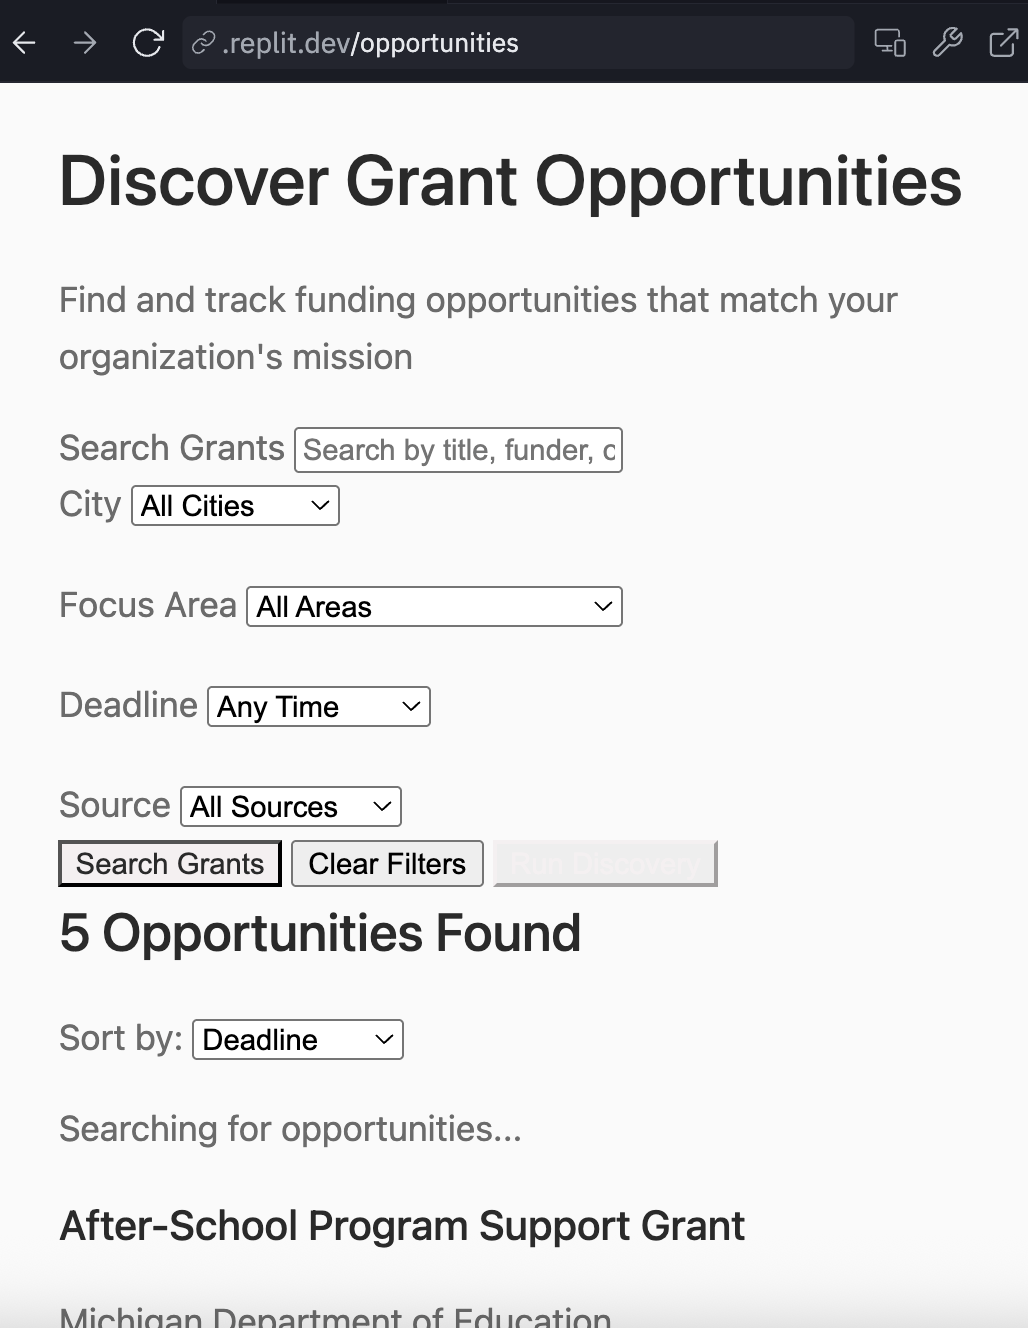 .replit.dev/opportunities
Discover Grant Opportunities
Find and track funding opportunities that match your
organization's mission
Search Grants Search by title, funder, c
City All Cities
Focus Area All Areas
Deadline Any Time
Source All Sources
Search Grants Clear Filters Run Discovery
5 Opportunities Found
Sort by: Deadline
Searching for opportunities...
After-School Program Support Grant
Michigan Department of Education